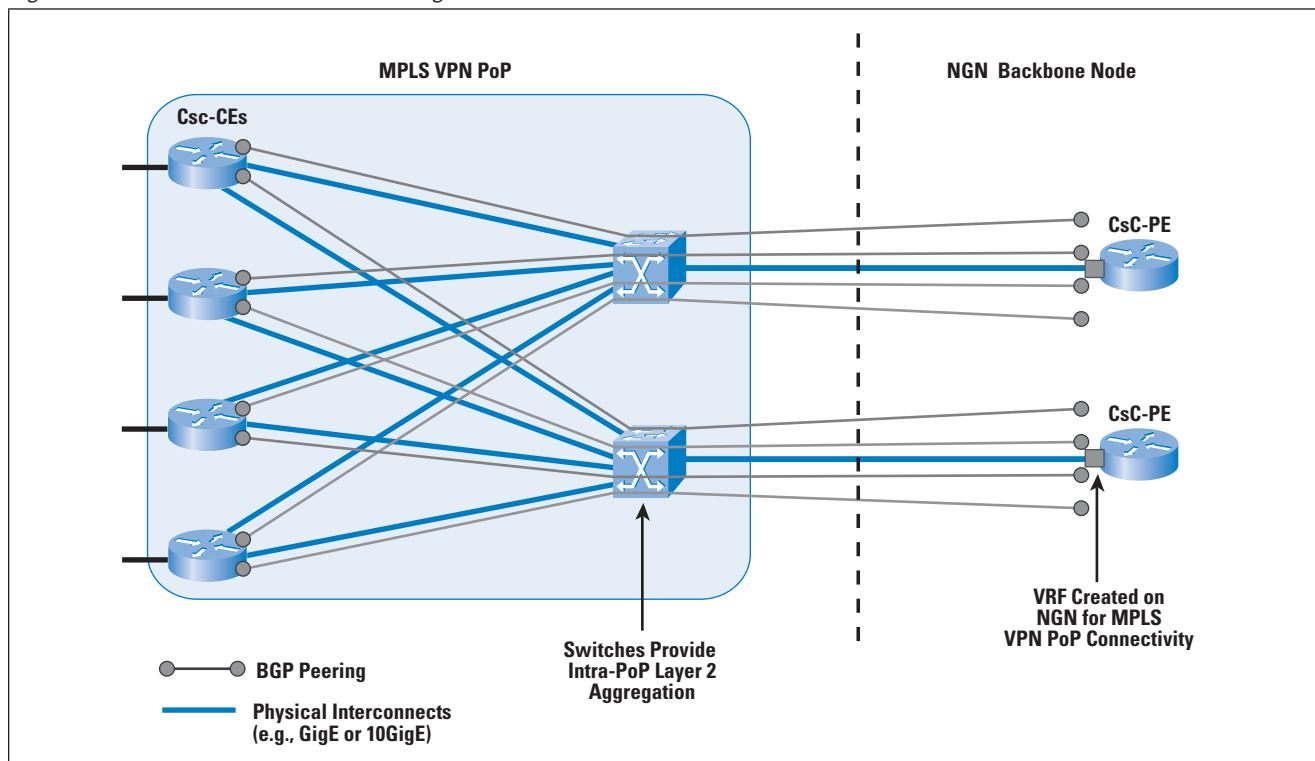 MPLS VPN PoP
NGN Backbone Node
Csc-CEs
CsC-PE
CsC-PE
VRF Created on
NGN for MPLS
VPN PoP Connectivity
Switches Provide
Intra-PoP Layer 2
Aggregation
BGP Peering
Physical Interconnects
(e.g., GigE or 10GigE)